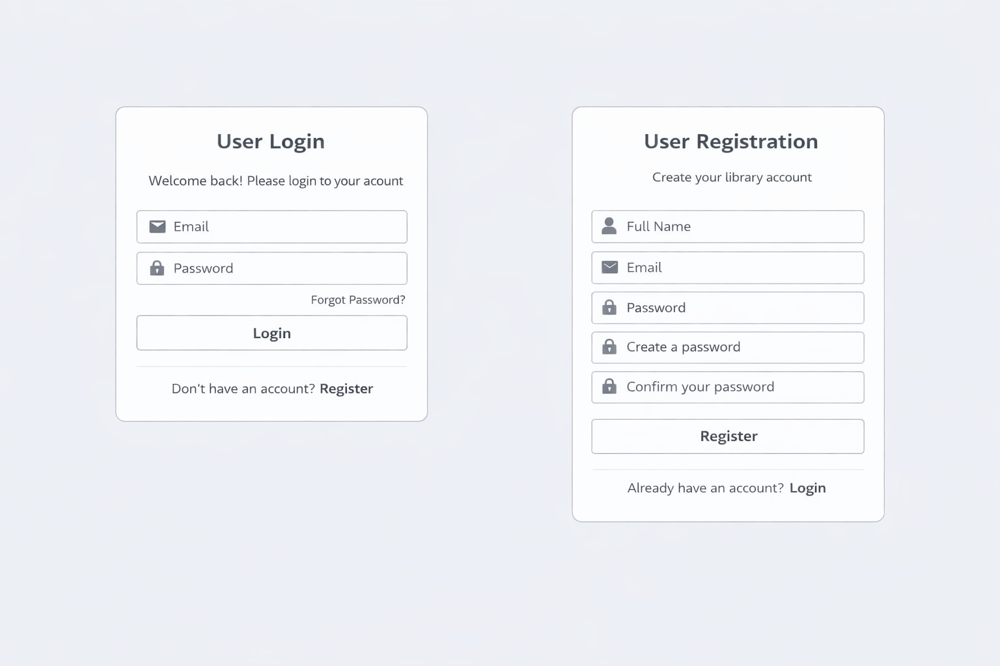 User Login
Welcome back! Please login to your acount
Email
Password
Forgot Password?
Login
Don't have an account? Register
User Registration
Create your library account
Full Name
Email
Password
Create a password
Confirm your password
Register
Already have an account? Login